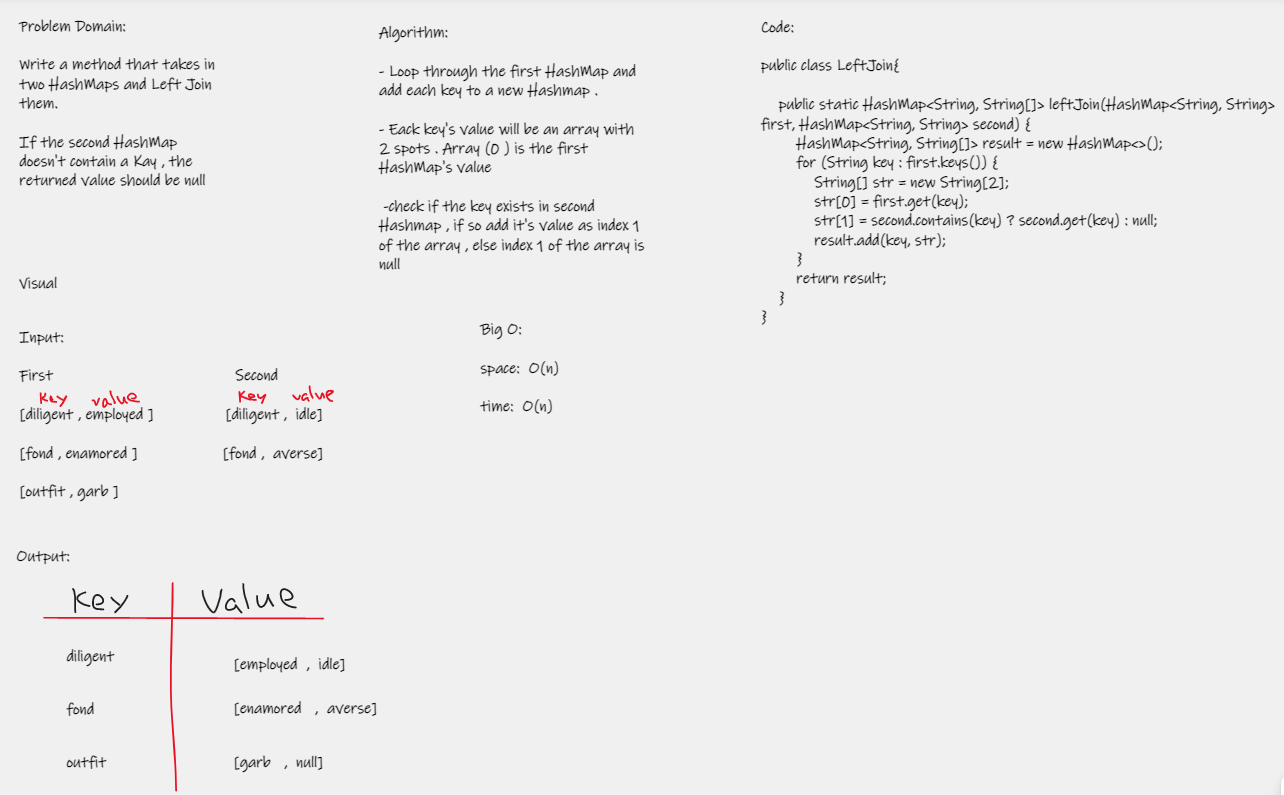 Problem Domain:
Write a method that takes in
two HashMaps and Left Join
them.
If the second HashMap
doesn't contain a Kay , the
returned value should be null
Visual
Input:
First
Key value
[diligent , employed ]
[fond , enamored ]
[outfit , garb ]
Second
Key value
[diligent , idle]
[fond , averse]
Output:
Key Value
diligent [employed , idle]
fond [enamored , averse]
outfit [garb , null]
Algorithm:
- Loop through the first HashMap and
add each key to a new Hashmap .
- Eack key's value will be an array with
2 spots . Array (0 ) is the first
HashMap's value
-check if the key exists in second
Hashmap , if so add it's value as index 1
of the array , else index 1 of the array is
null
Big O:
space: O(n)
time: O(n)
Code:
public class LeftJoin{
public static HashMap<String, String[]> leftJoin(HashMap<String, String>
first, HashMap<String, String> second) {
HashMap<String, String[]> result = new HashMap<>();
for (String key : first.keys()) {
String[] str = new String[2];
str[0] = first.get(key);
str[1] = second.contains(key) ? second.get(key) : null;
result.add(key, str);
}
return result;
}
}